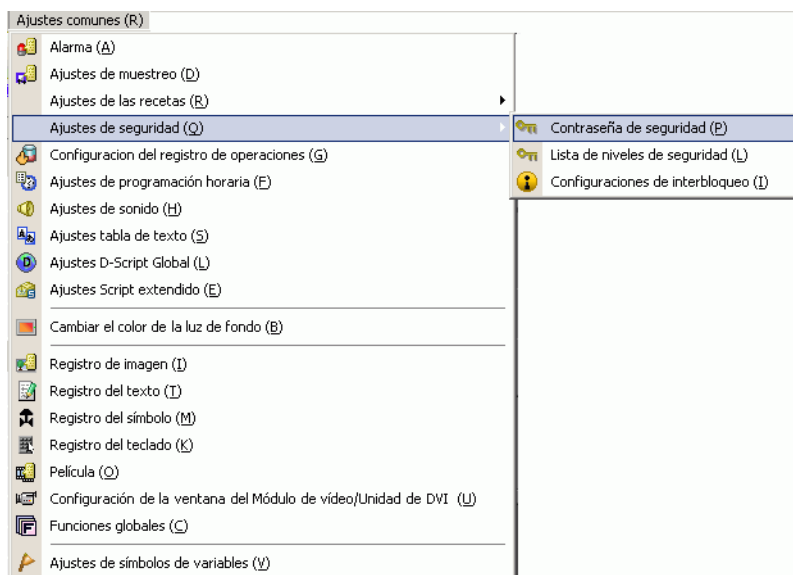 Ajustes comunes (R)
Alarma (A)
Ajustes de muestreo (D)
Ajustes de las recetas (R)
Ajustes de seguridad (Q)
Contraseña de seguridad (P)
Lista de niveles de seguridad (L)
Configuraciones de interbloqueo (I)
Configuracion del registro de operaciones (G)
Ajustes de programación horaria (F)
Ajustes de sonido (H)
Ajustes tabla de texto (S)
Ajustes D-Script Global (L)
Ajustes Script extendido (E)
Cambiar el color de la luz de fondo (B)
Registro de imagen (I)
Registro del texto (T)
Registro del símbolo (M)
Registro del teclado (K)
Película (O)
Configuración de la ventana del Módulo de vídeo/Unidad de DVI (U)
Funciones globales (C)
Ajustes de símbolos de variables (V)